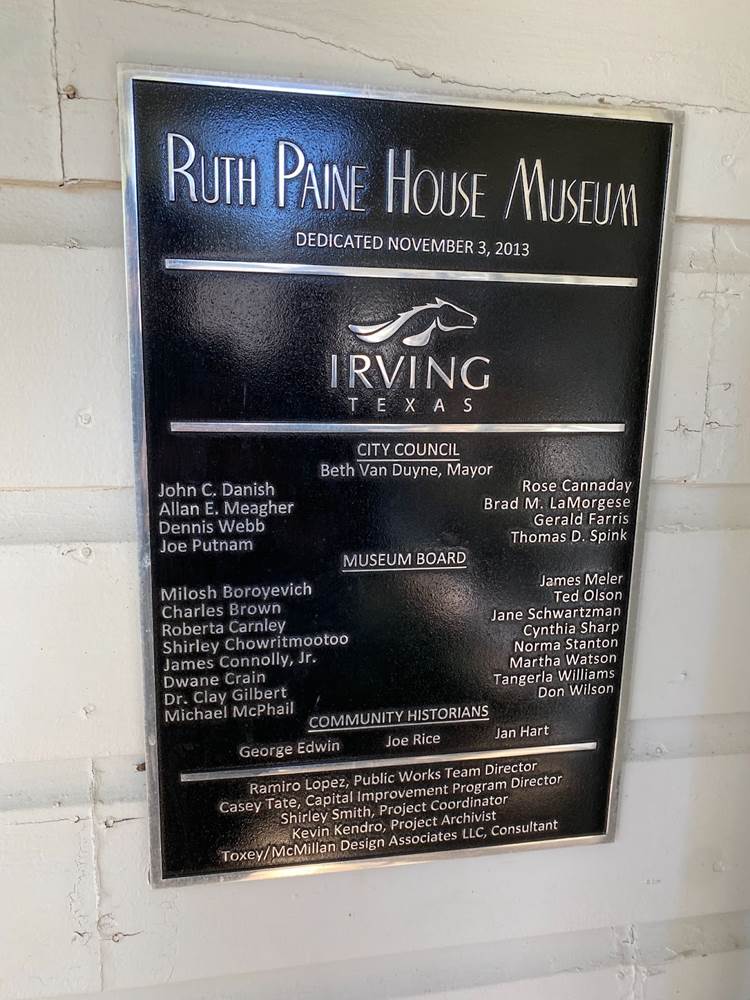 RUTH PAINE HOUSE MUSEUM
DEDICATED NOVEMBER 3, 2013
IRVING
TEXAS
CITY COUNCIL
Beth Van Duyne, Mayor
John C. Danish
Allan E. Meagher
Dennis Webb
Joe Putnam
Rose Cannaday
Brad M. LaMorgese
Gerald Farris
Thomas D. Spink
MUSEUM BOARD
Milosh Boroyevich
Charles Brown
Roberta Carnley
Shirley Chowritmootoo
James Connolly, Jr.
Dwane Crain
Dr. Clay Gilbert
Michael McPhail
James Meler
Ted Olson
Jane Schwartzman
Cynthia Sharp
Norma Stanton
Martha Watson
Tangerla Williams
Don Wilson
COMMUNITY HISTORIANS
George Edwin Joe Rice Jan Hart
Ramiro Lopez, Public Works Team Director
Casey Tate, Capital Improvement Program Director
Shirley Smith, Project Coordinator
Kevin Kendro, Project Archivist
Toxey/McMillan Design Associates LLC, Consultant